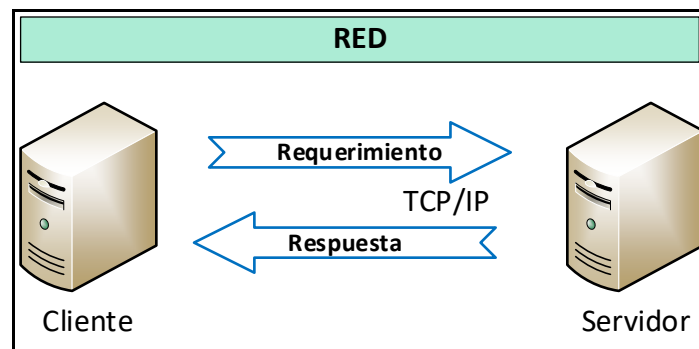 RED
Requerimiento
TCP/IP
Respuesta
Cliente
Servidor